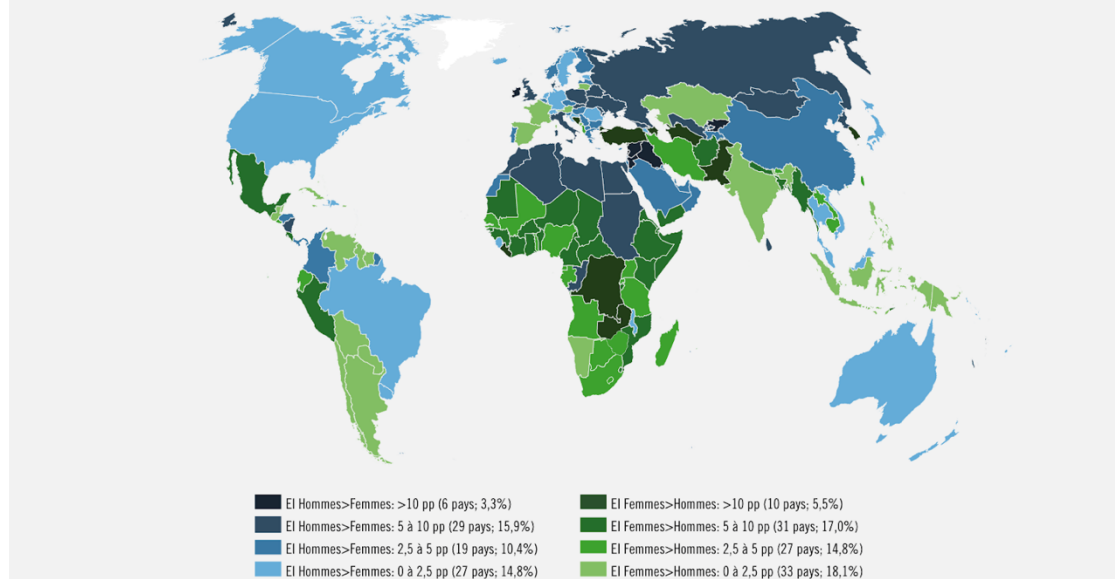 EI Hommes>Femmes: >10 pp (6 pays; 3,3%)
EI Hommes>Femmes: 5 à 10 pp (29 pays; 15,9%)
EI Hommes>Femmes: 2,5 à 5 pp (19 pays; 10,4%)
EI Hommes>Femmes: 0 à 2,5 pp (27 pays; 14,8%)
EI Femmes>Hommes: >10 pp (10 pays; 5,5%)
EI Femmes>Hommes: 5 à 10 pp (31 pays; 17,0%)
EI Femmes>Hommes: 2,5 à 5 pp (27 pays; 14,8%)
EI Femmes>Hommes: 0 à 2,5 pp (33 pays; 18,1%)